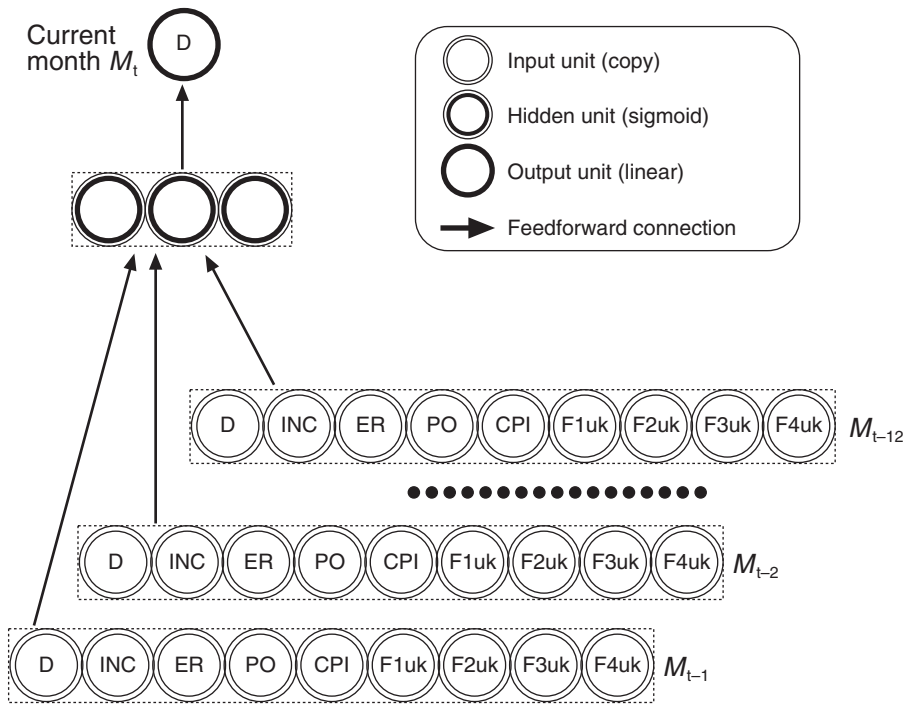 Current
month Mt
D
Input unit (copy)
Hidden unit (sigmoid)
Output unit (linear)
Feedforward connection
D INC ER PO CPI F1uk F2uk F3uk F4uk Mt–12
D INC ER PO CPI F1uk F2uk F3uk F4uk Mt–2
D INC ER PO CPI F1uk F2uk F3uk F4uk Mt–1